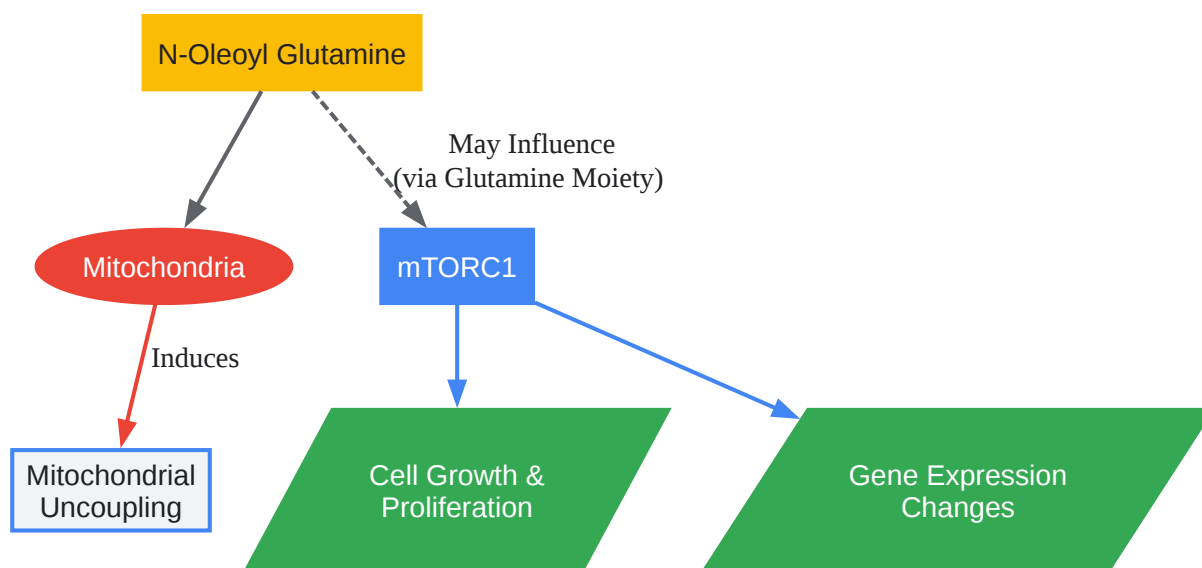 N-Oleoyl Glutamine
May Influence
(via Glutamine Moiety)
Mitochondria
mTORC1
Induces
Mitochondrial
Uncoupling
Cell Growth &
Proliferation
Gene Expression
Changes